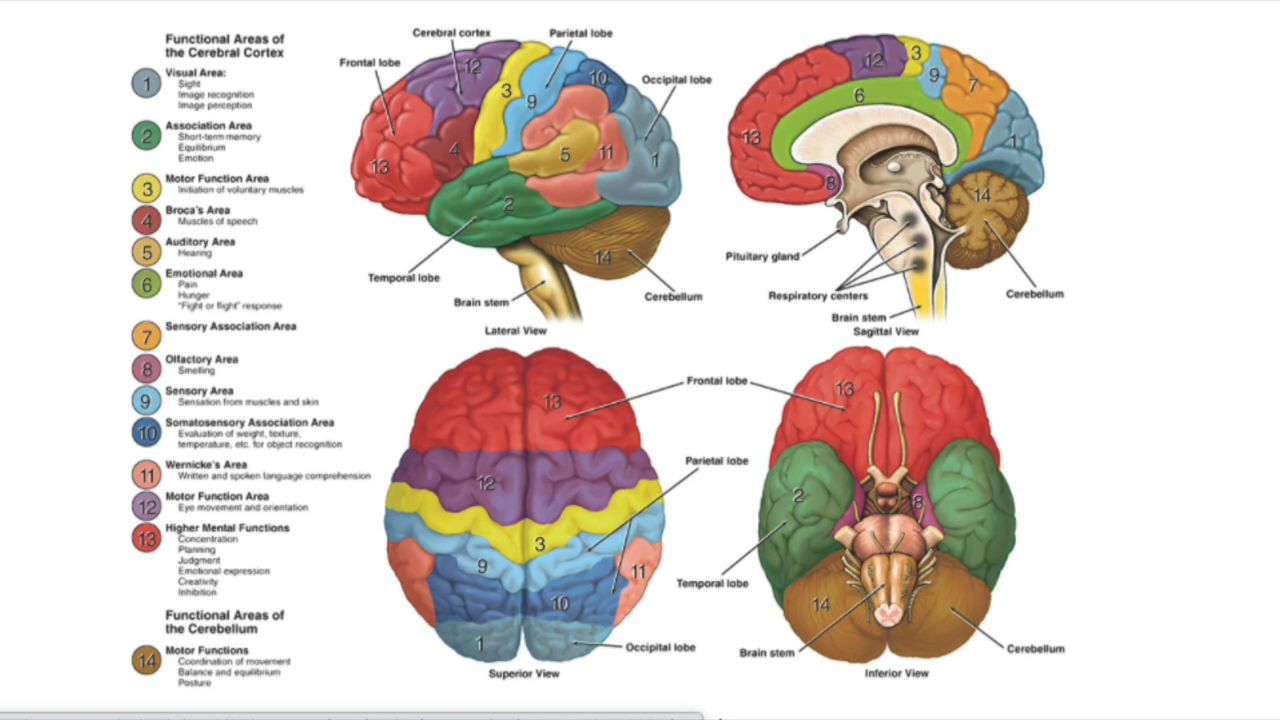 Functional Areas of
the Cerebral Cortex
1
Visual Area:
Sight
Image recognition
Image perception
2
Association Area
Short-term memory
Equilibrium
Emotion
3
Motor Function Area
Initiation of voluntary muscles
4
Broca's Area
Muscles of speech
5
Auditory Area
Hearing
6
Emotional Area
Pain
Hunger
"Fight or flight" response
7
Sensory Association Area
8
Olfactory Area
Smelling
9
Sensory Area
Sensation from muscles and skin
10
Somatosensory Association Area
Evaluation of weight, texture,
temperature, etc. for object recognition
11
Wernicke's Area
Written and spoken language comprehension
12
Motor Function Area
Eye movement and orientation
13
Higher Mental Functions
Concentration
Planning
Judgment
Emotional expression
Creativity
Inhibition
Functional Areas of
the Cerebellum
14
Motor Functions
Coordination of movement
Balance and equilibrium
Posture
Cerebral cortex
Parietal lobe
Frontal lobe
Occipital lobe
12
3
9
10
13
4
5
11
1
2
14
Temporal lobe
Brain stem
Cerebellum
Lateral View
12
3
9
7
6
13
1
8
14
Pituitary gland
Respiratory centers
Cerebellum
Brain stem
Sagittal View
Frontal lobe
13
12
Parietal lobe
3
9
11
10
1
Occipital lobe
Superior View
13
2
8
Temporal lobe
14
Brain stem
Cerebellum
Inferior View